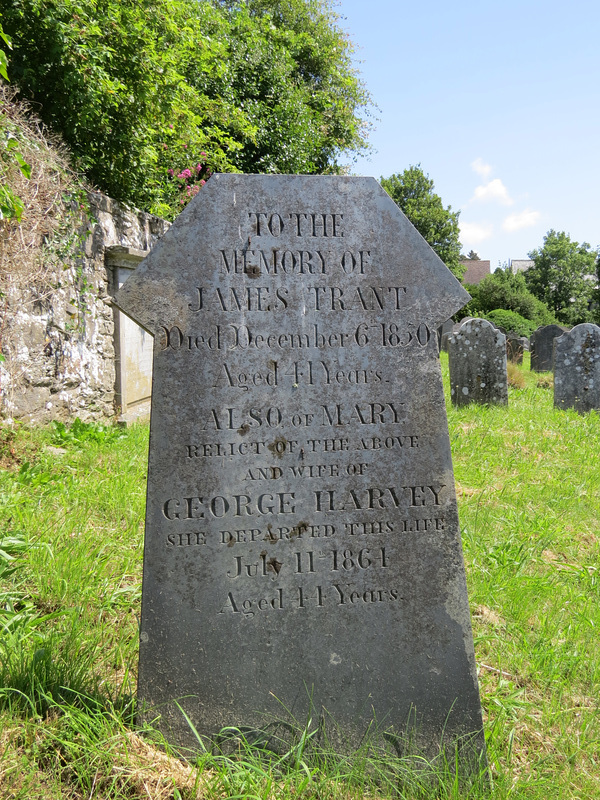 TO THE
MEMORY OF
JAMES TRANT
Died December 6th 1850
Aged 41 Years.
ALSO OF MARY
RELICT OF THE ABOVE
AND WIFE OF
GEORGE HARVEY
SHE DEPARTED THIS LIFE
July 11 1864
Aged 44 Years.